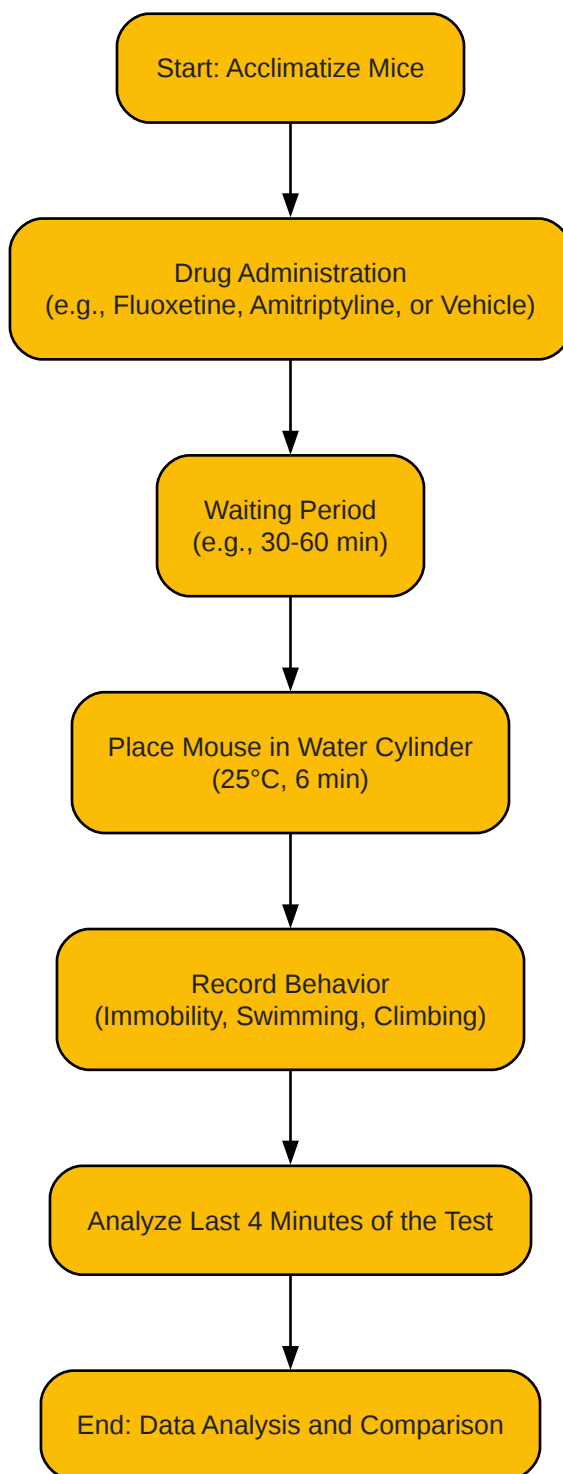 Start: Acclimatize Mice
Drug Administration
(e.g., Fluoxetine, Amitriptyline, or Vehicle)
Waiting Period
(e.g., 30-60 min)
Place Mouse in Water Cylinder
(25°C, 6 min)
Record Behavior
(Immobility, Swimming, Climbing)
Analyze Last 4 Minutes of the Test
End: Data Analysis and Comparison